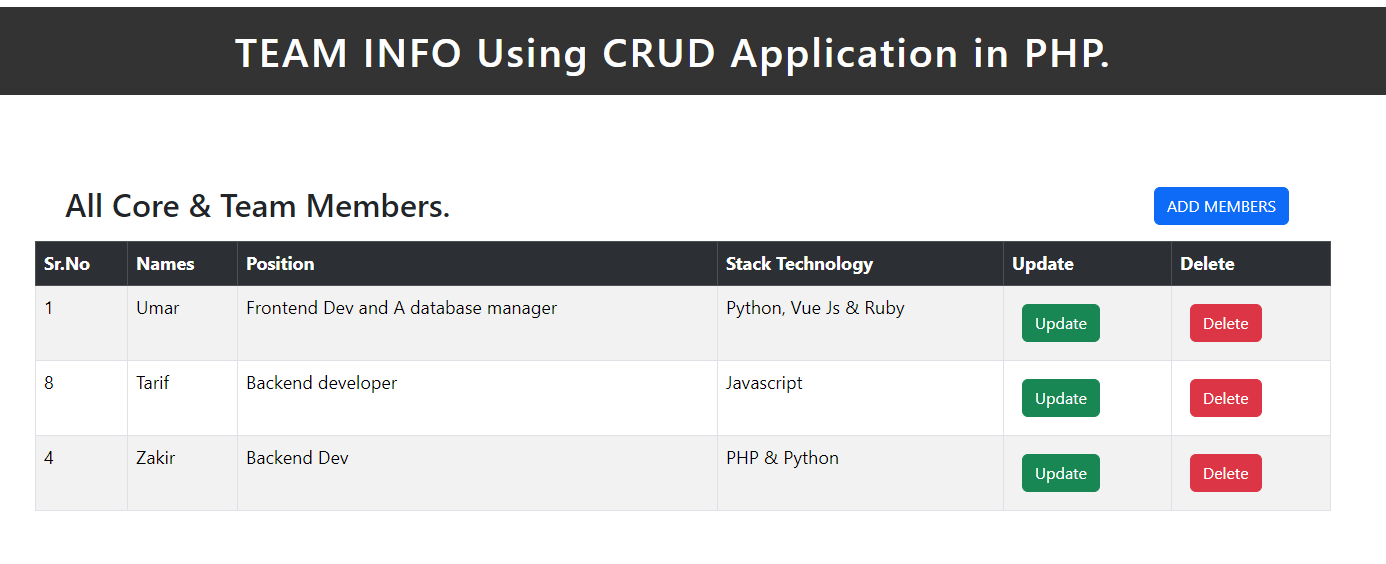 TEAM INFO Using CRUD Application in PHP.
All Core & Team Members. ADD MEMBERS
Sr.No Names Position Stack Technology Update Delete
1 Umar Frontend Dev and A database manager Python, Vue Js & Ruby Update Delete
8 Tarif Backend developer Javascript Update Delete
4 Zakir Backend Dev PHP & Python Update Delete